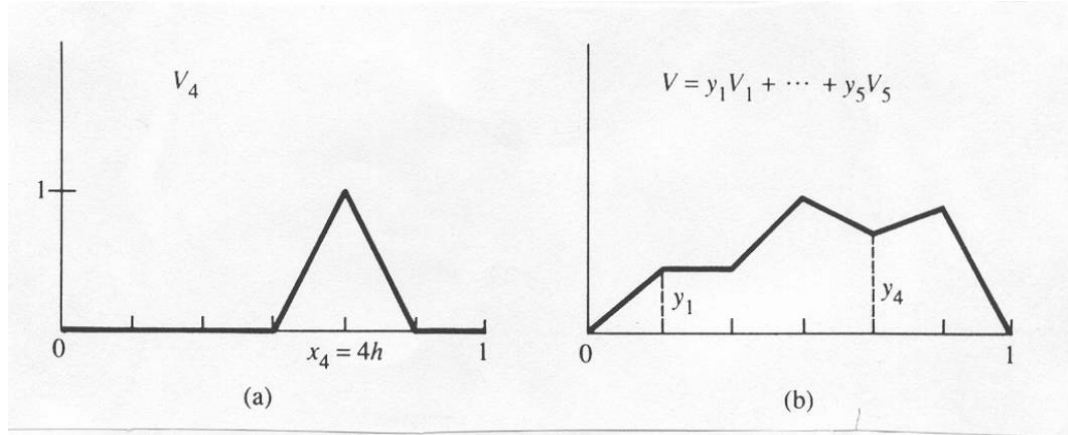 V₄
1
0
x₄ = 4h
1
(a)
V = y₁V₁ + ⋯ + y₅V₅
y₁
y₄
0
1
(b)